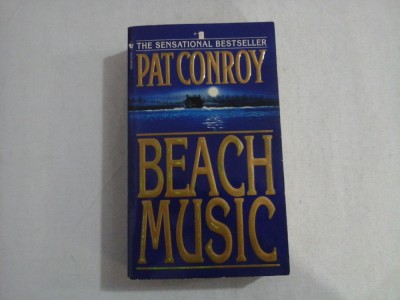 #1
THE SENSATIONAL BESTSELLER
PAT CONROY
BEACH
MUSIC